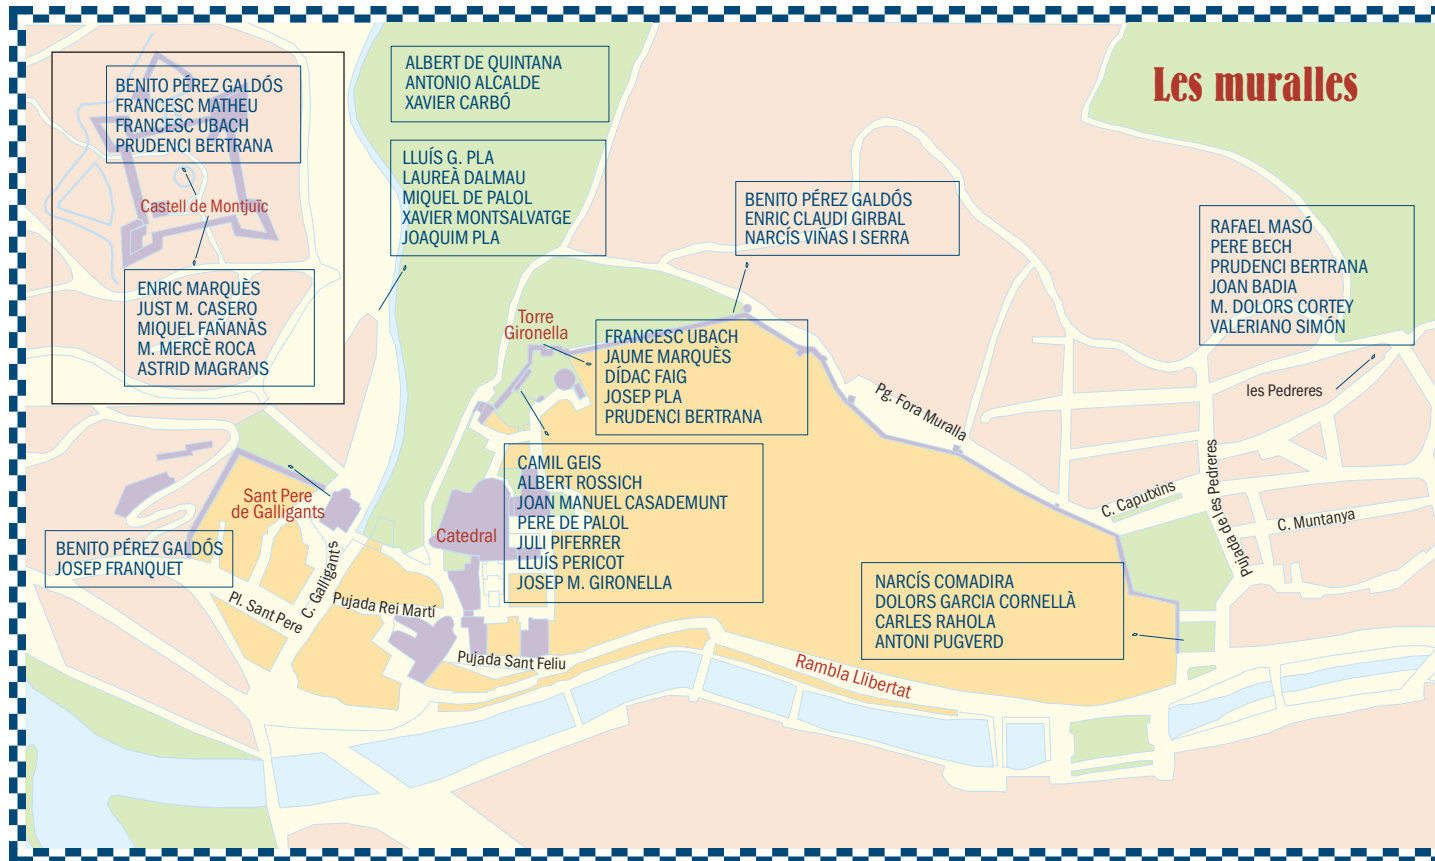 Les muralles
BENITO PÉREZ GALDÓS
FRANCESC MATHEU
FRANCESC UBACH
PRUDENCI BERTRANA
Castell de Montjuïc
ENRIC MARQUÈS
JUST M. CASERO
MIQUEL FAÑANÀS
M. MERCÈ ROCA
ASTRID MAGRANS
ALBERT DE QUINTANA
ANTONIO ALCALDE
XAVIER CARBÓ
LLUÍS G. PLA
LAUREÀ DALMAU
MIQUEL DE PALOL
XAVIER MONTSALVATGE
JOAQUIM PLA
BENITO PÉREZ GALDÓS
ENRIC CLAUDI GIRBAL
NARCÍS VIÑAS I SERRA
RAFAEL MASÓ
PERE BECH
PRUDENCI BERTRANA
JOAN BADIA
M. DOLORS CORTEY
VALERIANO SIMÓN
les Pedreres
Torre
Gironella
FRANCESC UBACH
JAUME MARQUÈS
DÍDAC FAIG
JOSEP PLA
PRUDENCI BERTRANA
Pg. Fora Muralla
CAMIL GEIS
ALBERT ROSSICH
JOAN MANUEL CASADEMUNT
PERE DE PALOL
JULI PIFERRER
LLUÍS PERICOT
JOSEP M. GIRONELLA
Catedral
Sant Pere
de Galligants
BENITO PÉREZ GALDÓS
JOSEP FRANQUET
C. Galligants
Pl. Sant Pere
Pujada Rei Martí
Pujada Sant Feliu
Rambla Llibertat
NARCÍS COMADIRA
DOLORS GARCIA CORNELLÀ
CARLES RAHOLA
ANTONI PUGVERD
C. Caputxins
Pujada de les Pedreres
C. Muntanya